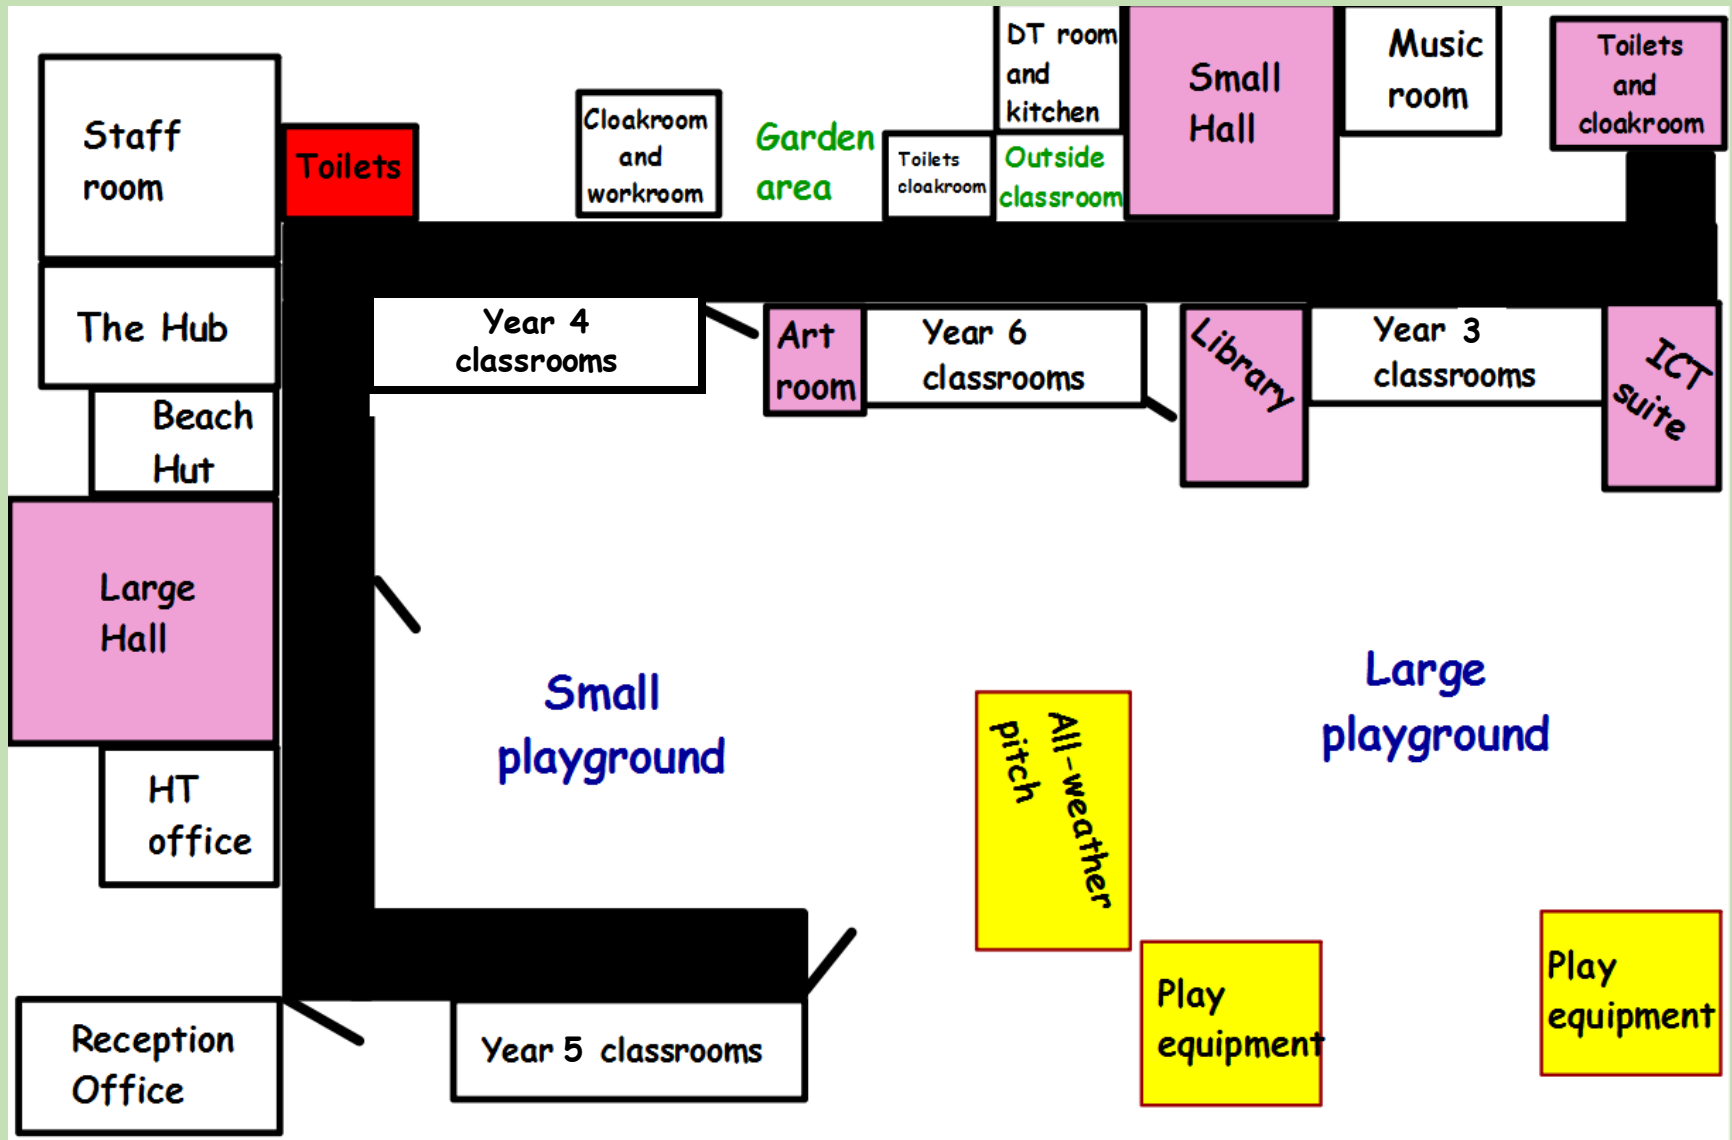 Staff
room
Toilets
Cloakroom
and
workroom
Garden
area
Toilets
cloakroom
DT room
and
kitchen
Outside
classroom
Small
Hall
Music
room
Toilets
and
cloakroom
The Hub
Year 4
classrooms
Art
room
Year 6
classrooms
Library
Year 3
classrooms
ICT
suite
Beach
Hut
Large
Hall
Small
playground
All-weather
pitch
Large
playground
HT
office
Play
equipment
Play
equipment
Reception
Office
Year 5 classrooms